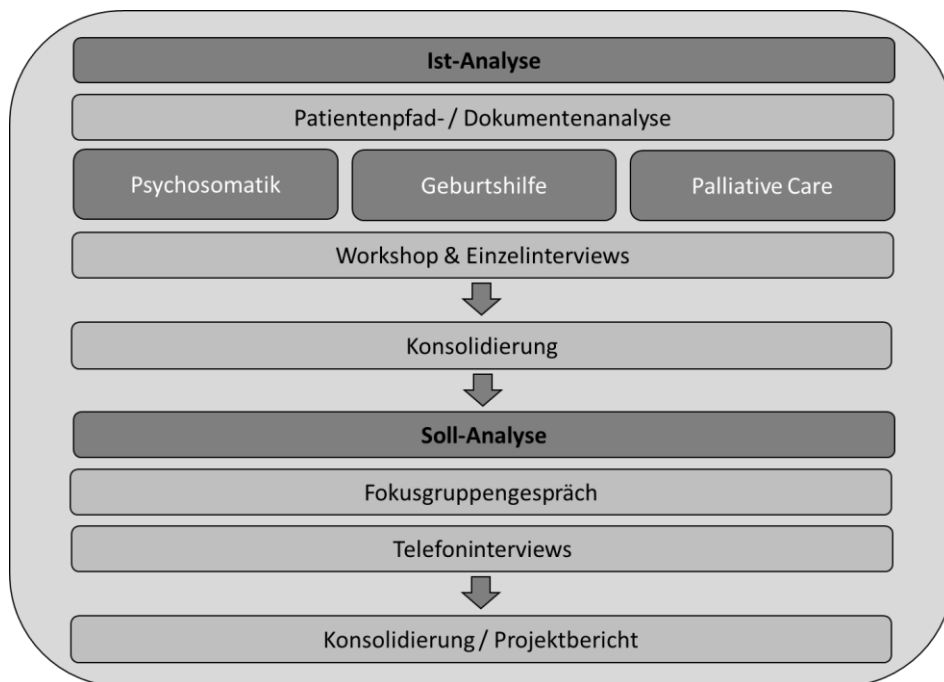 Ist-Analyse
Patientenpfad- / Dokumentenanalyse
Psychosomatik
Geburtshilfe
Palliative Care
Workshop & Einzelinterviews
Konsolidierung
Soll-Analyse
Fokusgruppengespräch
Telefoninterviews
Konsolidierung / Projektbericht